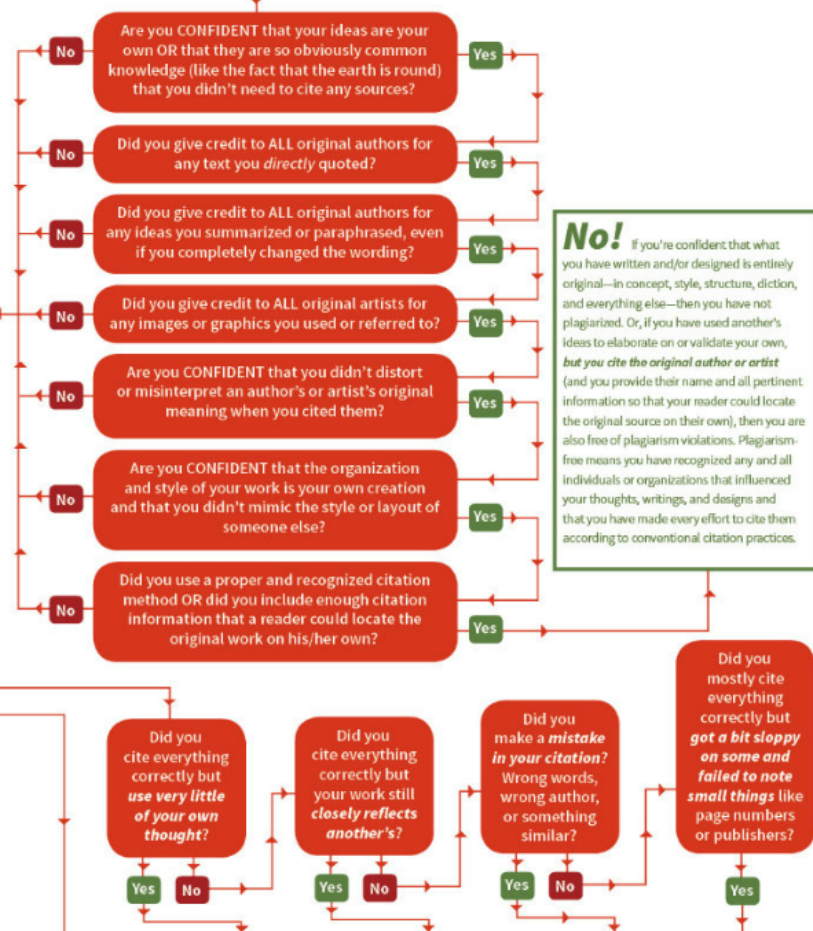 Are you CONFIDENT that your ideas are your
own OR that they are so obviously common
knowledge (like the fact that the earth is round)
that you didn't need to cite any sources?
No
Yes
Did you give credit to ALL original authors for
any text you directly quoted?
No
Yes
Did you give credit to ALL original authors for
any ideas you summarized or paraphrased, even
if you completely changed the wording?
No
Yes
Did you give credit to ALL original artists for
any images or graphics you used or referred to?
No
Yes
Are you CONFIDENT that you didn't distort
or misinterpret an author's or artist's original
meaning when you cited them?
No
Yes
Are you CONFIDENT that the organization
and style of your work is your own creation
and that you didn't mimic the style or layout of
someone else?
No
Yes
Did you use a proper and recognized citation
method OR did you include enough citation
information that a reader could locate the
original work on his/her own?
No
Yes
No! If you're confident that what
you have written and/or designed is entirely
original—in concept, style, structure, diction,
and everything else—then you have not
plagiarized. Or, if you have used another's
ideas to elaborate on or validate your own,
but you cite the original author or artist
(and you provide their name and all pertinent
information so that your reader could locate
the original source on their own), then you are
also free of plagiarism violations. Plagiarism-
free means you have recognized any and all
individuals or organizations that influenced
your thoughts, writings, and designs and
that you have made every effort to cite them
according to conventional citation practices.
Did you
cite everything
correctly but
use very little
of your own
thought?
Yes
No
Did you
cite everything
correctly but
your work still
closely reflects
another's?
Yes
No
Did you
make a mistake
in your citation?
Wrong words,
wrong author,
or something
similar?
Yes
No
Did you
mostly cite
everything
correctly but
got a bit sloppy
on some and
failed to note
small things like
page numbers
or publishers?
Yes